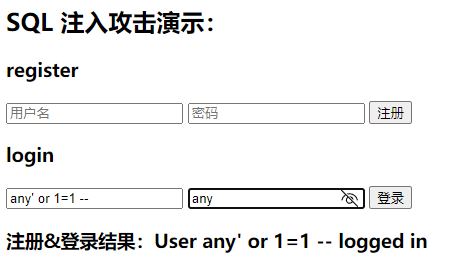 SQL 注入攻击演示：
register
用户名 密码 注册
login
any' or 1=1 -- any 登录
注册&登录结果：User any' or 1=1 -- logged in